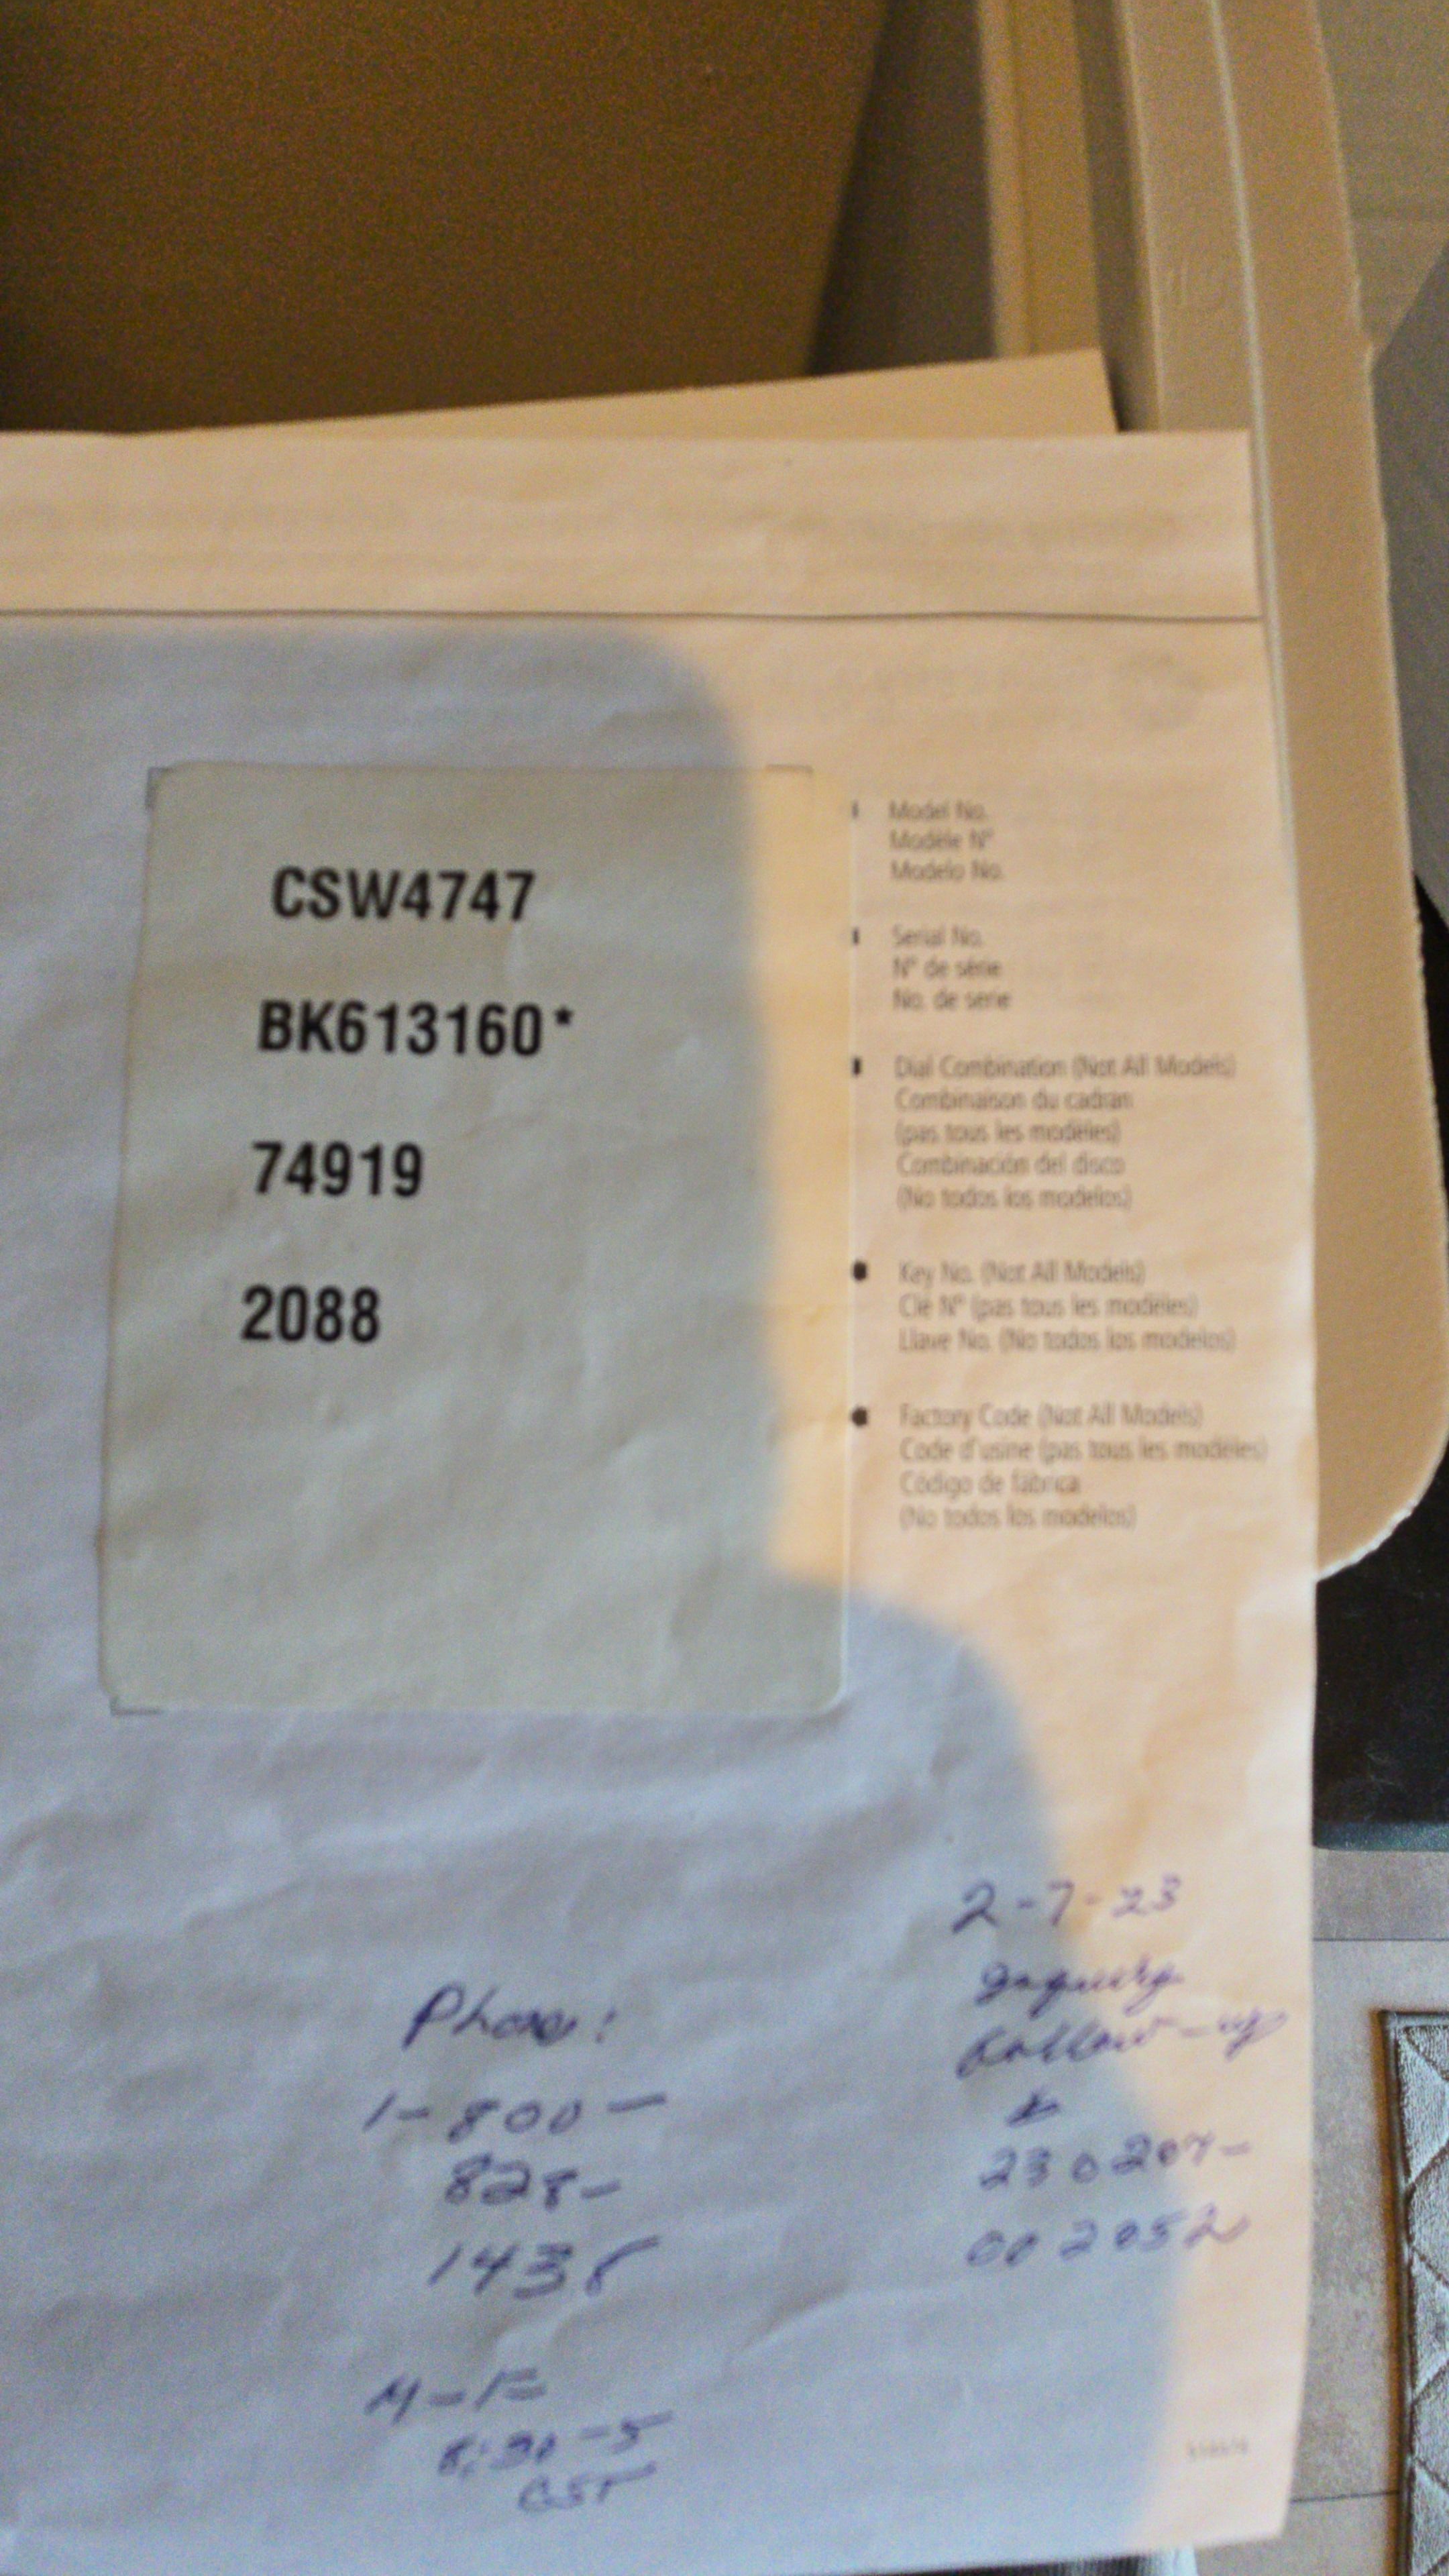 CSW4747
BK613160*
74919
2088
Model No.
Modèle N°
Modelo No.
Serial No.
N° de série
No. de serie
Dial Combination (Not All Models)
Combinaison du cadran
(pas tous les modèles)
Combinación del disco
(No todos los modelos)
Key No. (Not All Models)
Clé N° (pas tous les modèles)
Llave No. (No todos los modelos)
Factory Code (Not All Models)
Code d'usine (pas tous les modèles)
Código de fábrica
(No todos los modelos)
Phone:
1-800-
828-
1438
M-F
8:30-5
2-7-23
Follow-up
230207-
002052